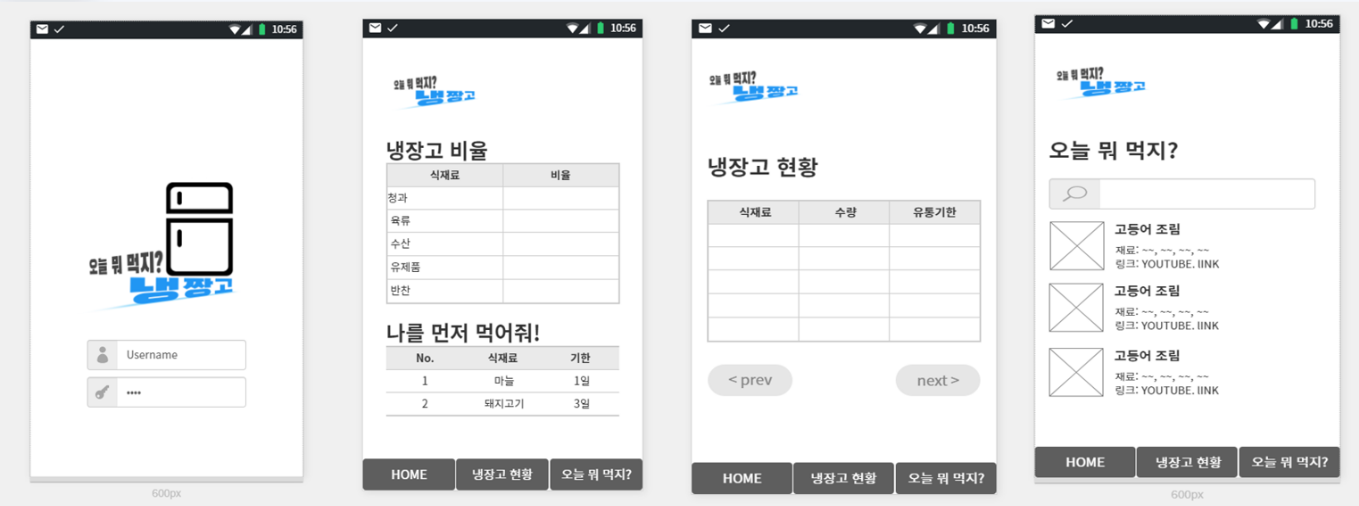 10:56
오늘 뭐 먹지?
냉짱고
Username
••••
600px
10:56
오늘 뭐 먹지?
냉짱고
냉장고 비율
식재료 비율
청과
육류
수산
유제품
반찬
나를 먼저 먹어줘!
No. 식재료 기한
1 마늘 1일
2 돼지고기 3일
HOME 냉장고 현황 오늘 뭐 먹지?
10:56
오늘 뭐 먹지?
냉짱고
냉장고 현황
식재료 수량 유통기한
< prev next >
HOME 냉장고 현황 오늘 뭐 먹지?
10:56
오늘 뭐 먹지?
냉짱고
오늘 뭐 먹지?
고등어 조림
재료: ~~, ~~, ~~, ~~
링크: YOUTUBE. lINK
고등어 조림
재료: ~~, ~~, ~~, ~~
링크: YOUTUBE. lINK
고등어 조림
재료: ~~, ~~, ~~, ~~
링크: YOUTUBE. lINK
HOME 냉장고 현황 오늘 뭐 먹지?
600px